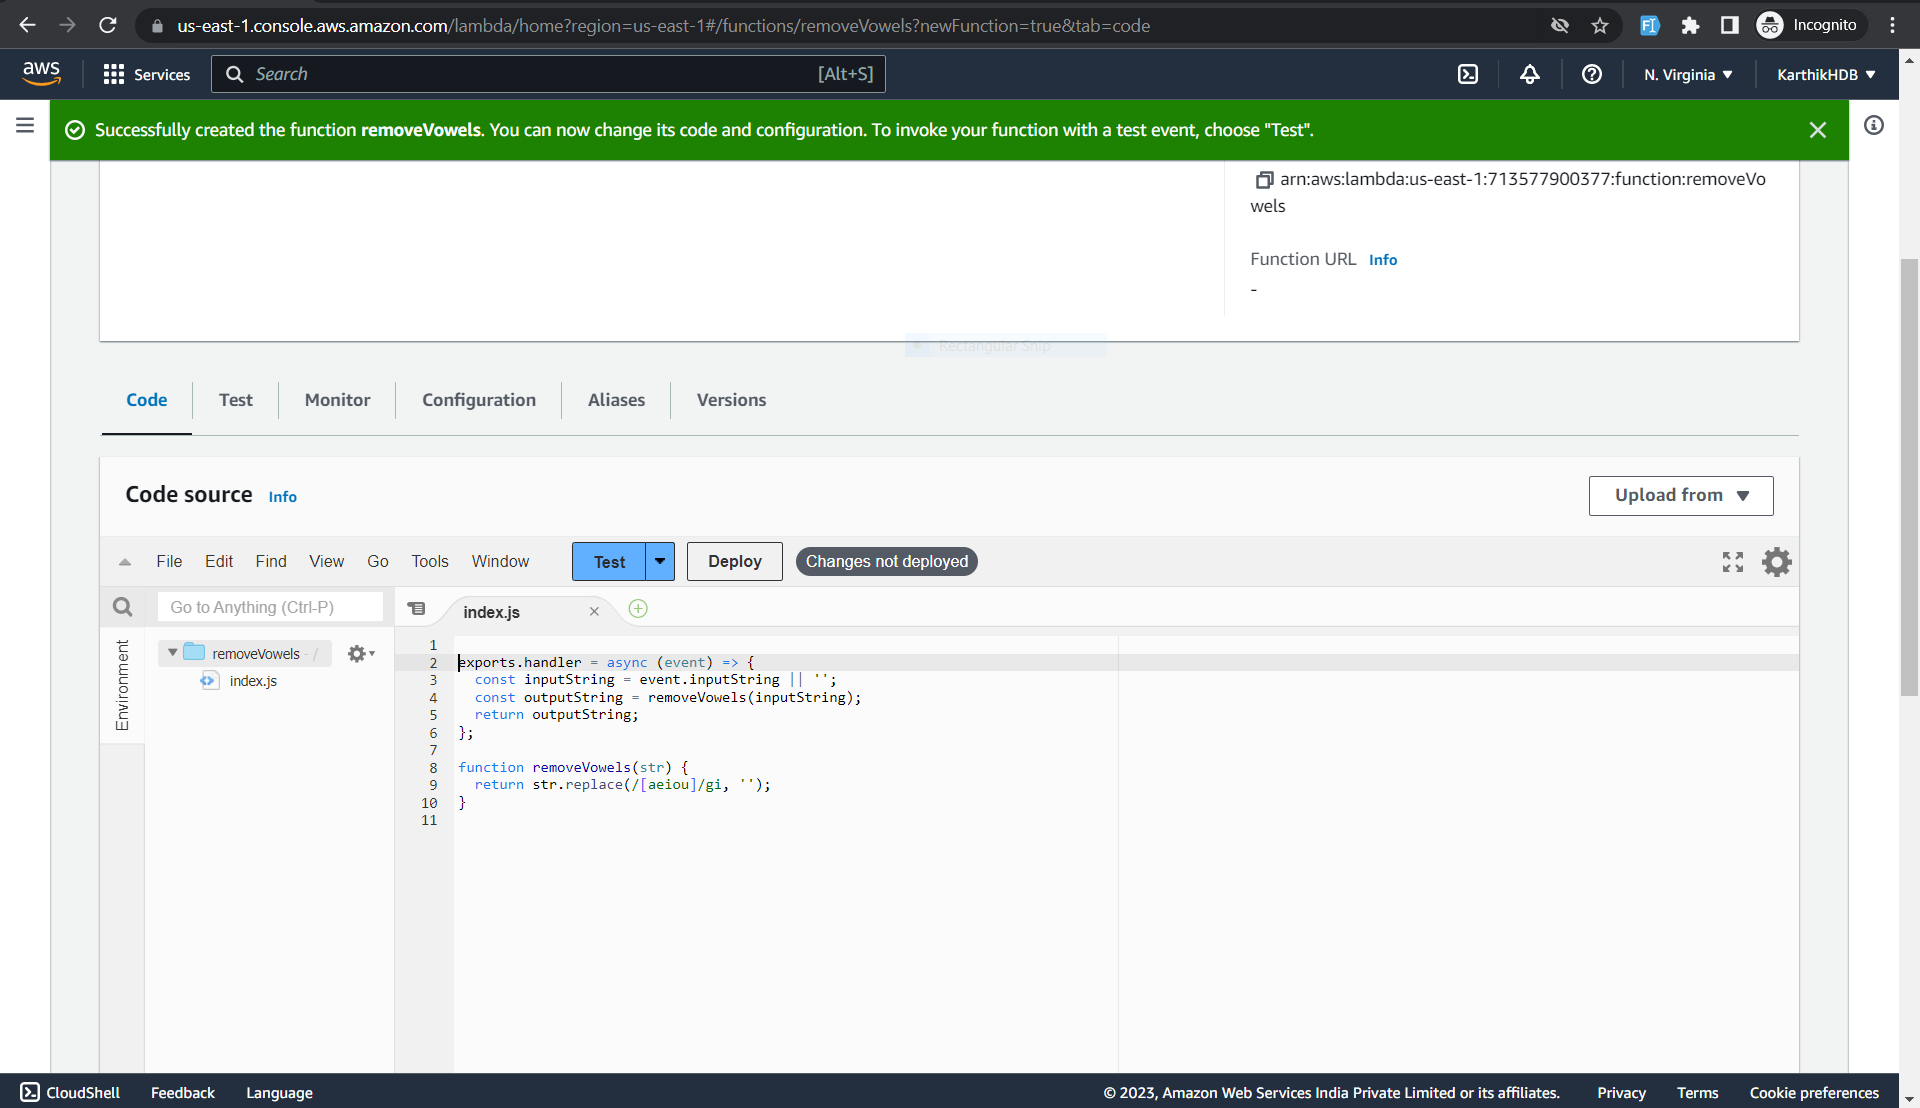 us-east-1.console.aws.amazon.com/lambda/home?region=us-east-1#/functions/removeVowels?newFunction=true&tab=code
Incognito
aws
Services
Search
[Alt+S]
N. Virginia
KarthikHDB
Successfully created the function removeVowels. You can now change its code and configuration. To invoke your function with a test event, choose "Test".
arn:aws:lambda:us-east-1:713577900377:function:removeVo
wels
Function URL Info
-
Rectangular Snip
Code
Test
Monitor
Configuration
Aliases
Versions
Code source Info
Upload from
File Edit Find View Go Tools Window
Test
Deploy
Changes not deployed
Go to Anything (Ctrl-P)
index.js
Environment
removeVowels - /
index.js
1
2 exports.handler = async (event) => {
3   const inputString = event.inputString || '';
4   const outputString = removeVowels(inputString);
5   return outputString;
6 };
7
8 function removeVowels(str) {
9   return str.replace(/[aeiou]/gi, '');
10 }
11
CloudShell
Feedback
Language
© 2023, Amazon Web Services India Private Limited or its affiliates.
Privacy
Terms
Cookie preferences